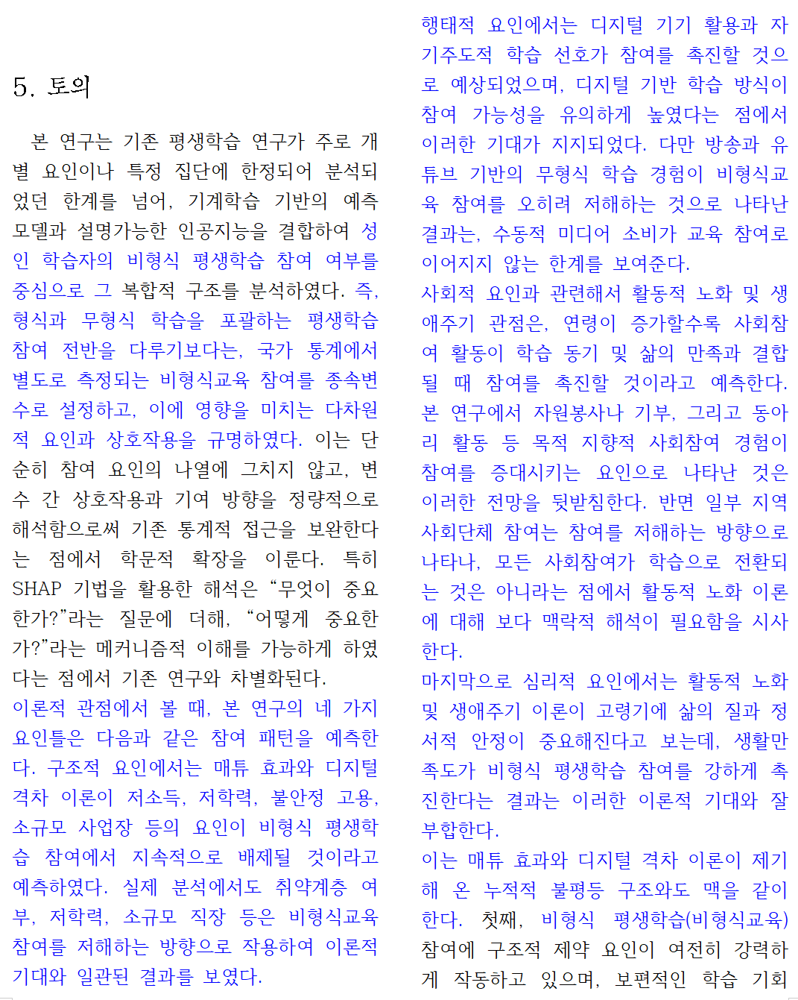 5. 토의
본 연구는 기존 평생학습 연구가 주로 개
별 요인이나 특정 집단에 한정되어 분석되
었던 한계를 넘어, 기계학습 기반의 예측
모델과 설명가능한 인공지능을 결합하여 성
인 학습자의 비형식 평생학습 참여 여부를
중심으로 그 복합적 구조를 분석하였다. 즉,
형식과 무형식 학습을 포괄하는 평생학습
참여 전반을 다루기보다는, 국가 통계에서
별도로 측정되는 비형식교육 참여를 종속변
수로 설정하고, 이에 영향을 미치는 다차원
적 요인과 상호작용을 규명하였다. 이는 단
순히 참여 요인의 나열에 그치지 않고, 변
수 간 상호작용과 기여 방향을 정량적으로
해석함으로써 기존 통계적 접근을 보완한다
는 점에서 학문적 확장을 이룬다. 특히
SHAP 기법을 활용한 해석은 “무엇이 중요
한가?”라는 질문에 더해, “어떻게 중요한
가?”라는 메커니즘적 이해를 가능하게 하였
다는 점에서 기존 연구와 차별화된다.
이론적 관점에서 볼 때, 본 연구의 네 가지
요인틀은 다음과 같은 참여 패턴을 예측한
다. 구조적 요인에서는 매튜 효과와 디지털
격차 이론이 저소득, 저학력, 불안정 고용,
소규모 사업장 등의 요인이 비형식 평생학
습 참여에서 지속적으로 배제될 것이라고
예측하였다. 실제 분석에서도 취약계층 여
부, 저학력, 소규모 직장 등은 비형식교육
참여를 저해하는 방향으로 작용하여 이론적
기대와 일관된 결과를 보였다.
행태적 요인에서는 디지털 기기 활용과 자
기주도적 학습 선호가 참여를 촉진할 것으
로 예상되었으며, 디지털 기반 학습 방식이
참여 가능성을 유의하게 높였다는 점에서
이러한 기대가 지지되었다. 다만 방송과 유
튜브 기반의 무형식 학습 경험이 비형식교
육 참여를 오히려 저해하는 것으로 나타난
결과는, 수동적 미디어 소비가 교육 참여로
이어지지 않는 한계를 보여준다.
사회적 요인과 관련해서 활동적 노화 및 생
애주기 관점은, 연령이 증가할수록 사회참
여 활동이 학습 동기 및 삶의 만족과 결합
될 때 참여를 촉진할 것이라고 예측한다.
본 연구에서 자원봉사나 기부, 그리고 동아
리 활동 등 목적 지향적 사회참여 경험이
참여를 증대시키는 요인으로 나타난 것은
이러한 전망을 뒷받침한다. 반면 일부 지역
사회단체 참여는 참여를 저해하는 방향으로
나타나, 모든 사회참여가 학습으로 전환되
는 것은 아니라는 점에서 활동적 노화 이론
에 대해 보다 맥락적 해석이 필요함을 시사
한다.
마지막으로 심리적 요인에서는 활동적 노화
및 생애주기 이론이 고령기에 삶의 질과 정
서적 안정이 중요해진다고 보는데, 생활만
족도가 비형식 평생학습 참여를 강하게 촉
진한다는 결과는 이러한 이론적 기대와 잘
부합한다.
이는 매튜 효과와 디지털 격차 이론이 제기
해 온 누적적 불평등 구조와도 맥을 같이
한다. 첫째, 비형식 평생학습(비형식교육)
참여에 구조적 제약 요인이 여전히 강력하
게 작동하고 있으며, 보편적인 학습 기회